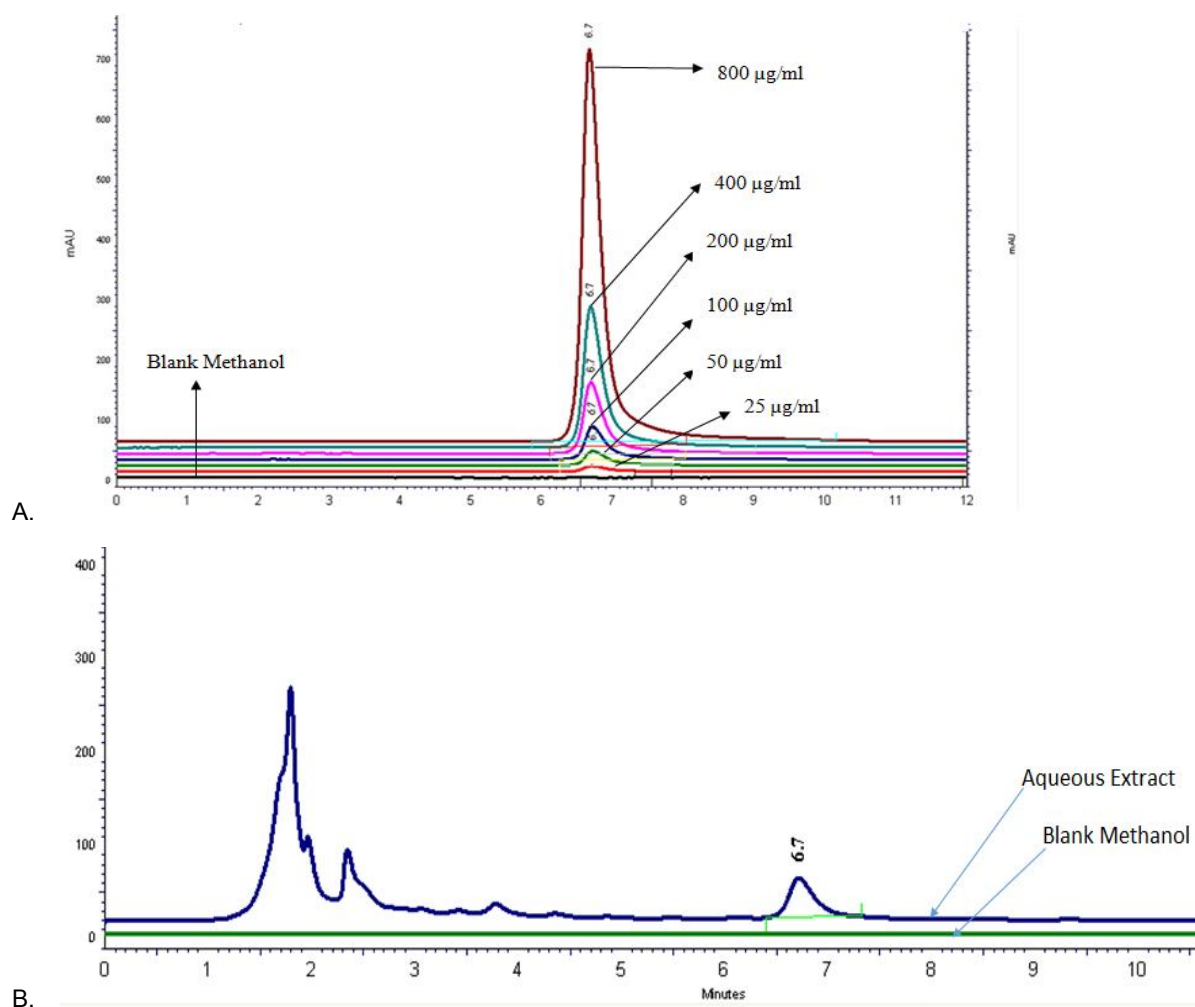 6.7
700
800 µg/ml
600
500
400 µg/ml
mAU
mAU
400
200 µg/ml
300
6.7
100 µg/ml
Blank Methanol
200
6.7
50 µg/ml
6.7
25 µg/ml
100
0
0 1 2 3 4 5 6 7 8 9 10 11 12
A.
400
300
200
Aqueous Extract
Blank Methanol
100
6.7
0
0 1 2 3 4 5 6 7 8 9 10
Minutes
B.